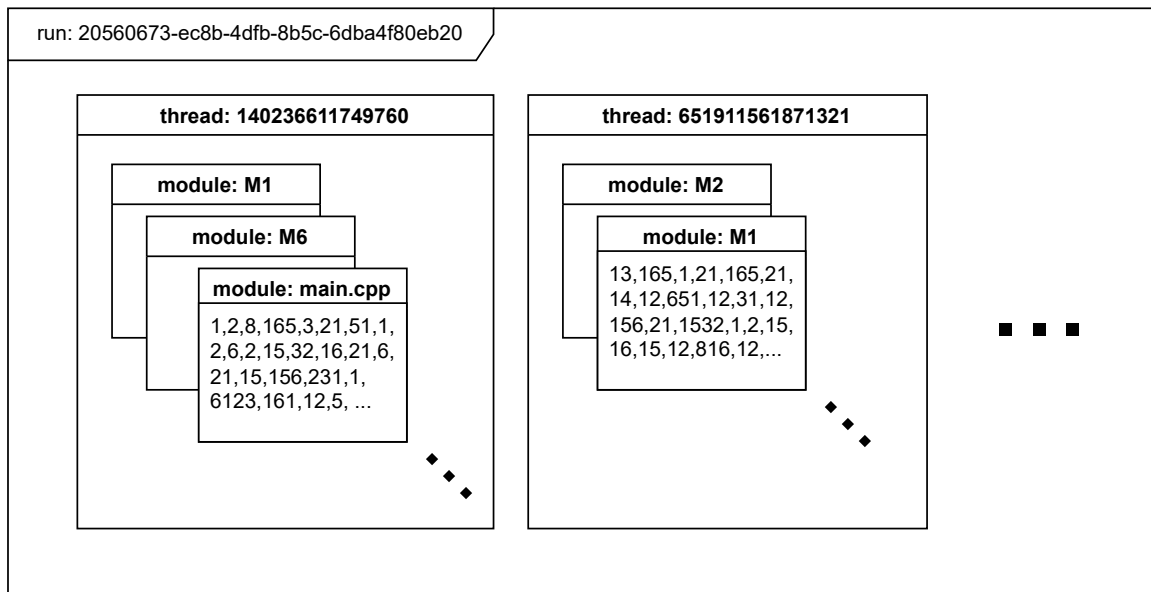 run: 20560673-ec8b-4dfb-8b5c-6dba4f80eb20
thread: 140236611749760
module: M1
module: M6
module: main.cpp
1,2,8,165,3,21,51,1,
2,6,2,15,32,16,21,6,
21,15,156,231,1,
6123,161,12,5, ...
thread: 651911561871321
module: M2
module: M1
13,165,1,21,165,21,
14,12,651,12,31,12,
156,21,1532,1,2,15,
16,15,12,816,12,...